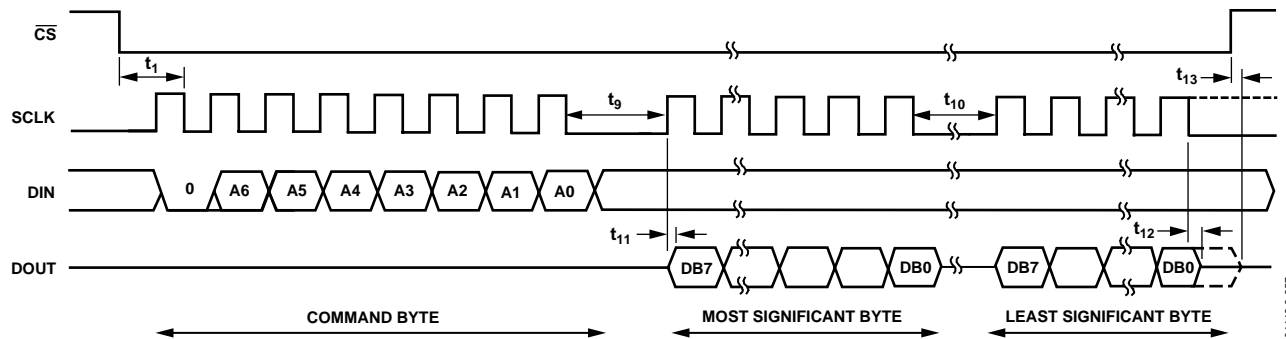 CS
t1
t13
SCLK
t9
t10
DIN
0 A6 A5 A4 A3 A2 A1 A0
t11
t12
DOUT
DB7 DB0 DB7 DB0
COMMAND BYTE
MOST SIGNIFICANT BYTE
LEAST SIGNIFICANT BYTE